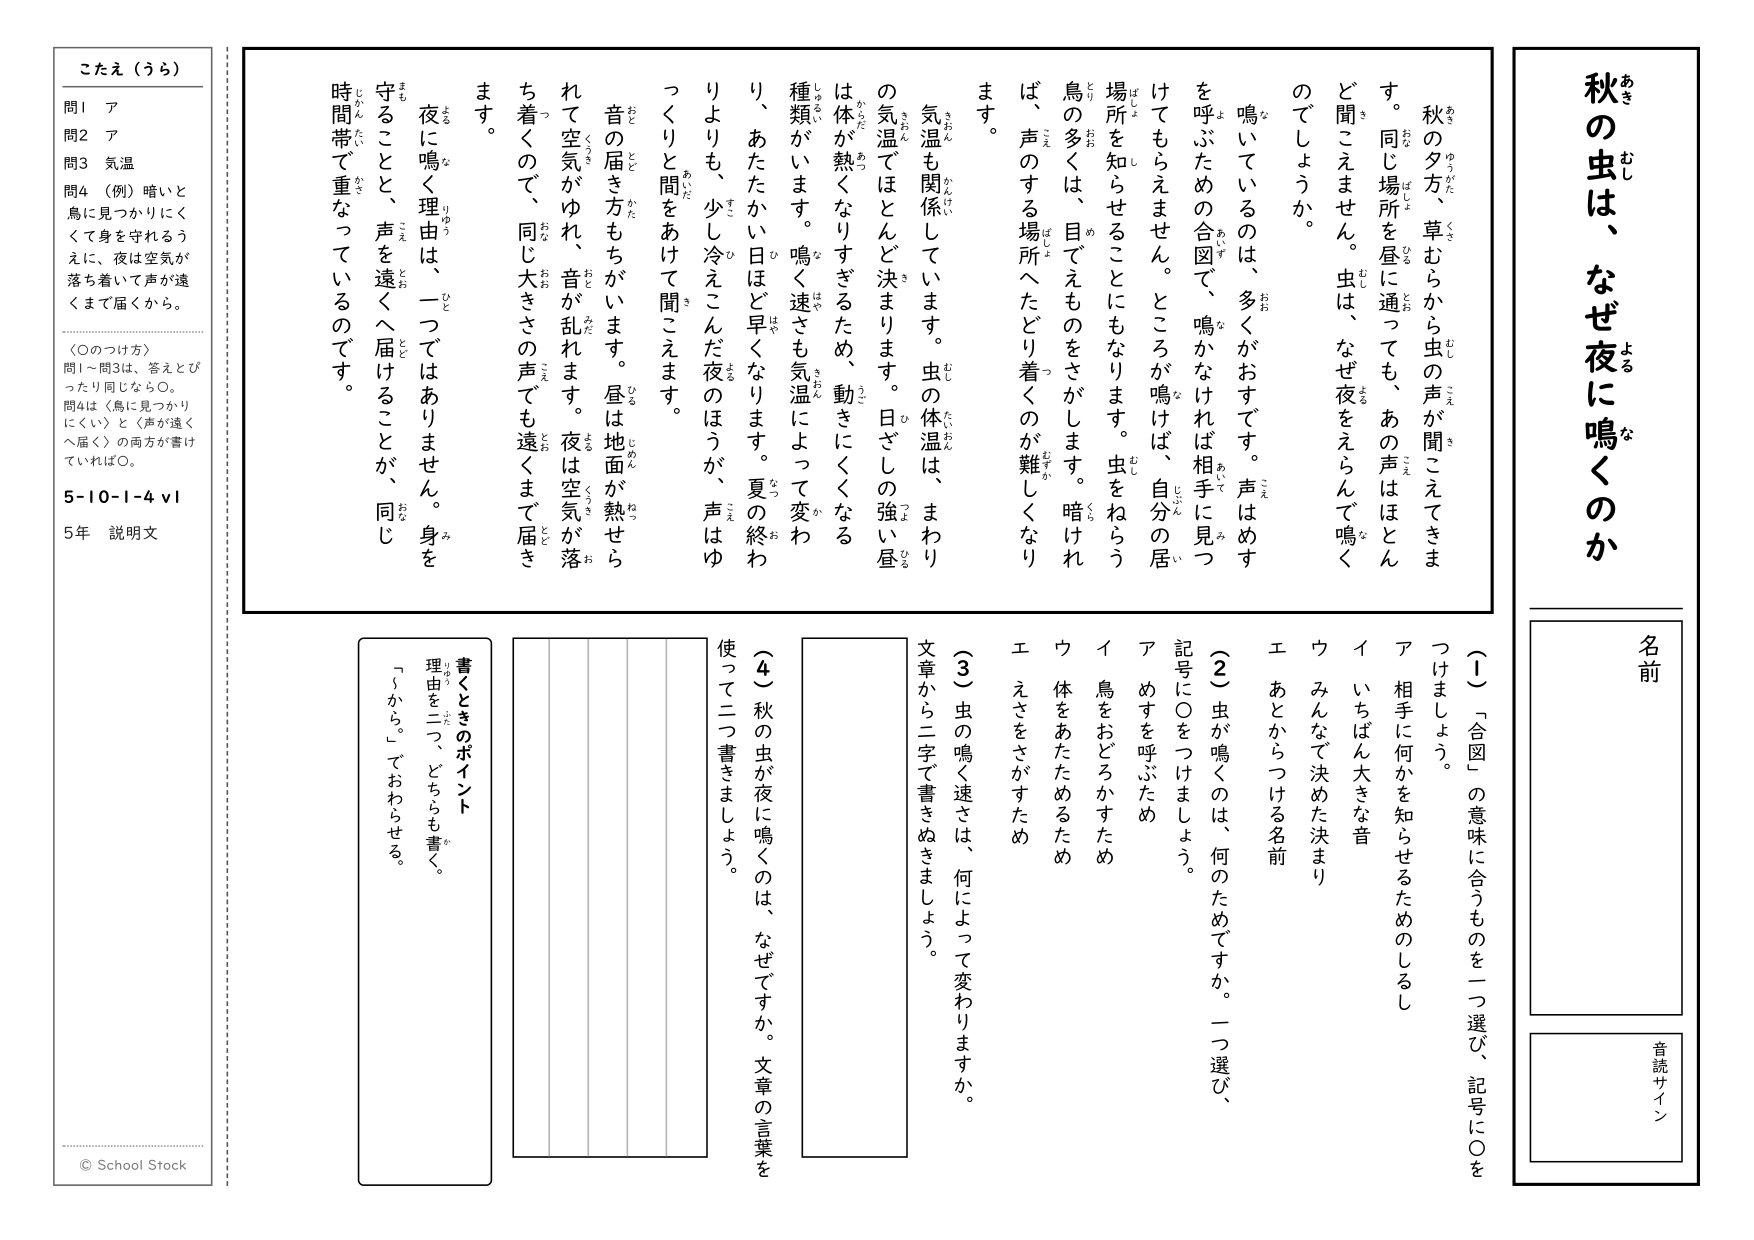 秋の虫は、なぜ夜に鳴くのか
あき むし よる な
名前
音読サイン
秋の夕方、草むらから虫の声が聞こえてきま
す。同じ場所を昼に通っても、あの声はほとん
ど聞こえません。虫は、なぜ夜をえらんで鳴く
のでしょうか。
鳴いているのは、多くがおすです。声はめす
を呼ぶための合図で、鳴かなければ相手に見つ
けてもらえません。ところが鳴けば、自分の居
場所を知らせることにもなります。虫をねらう
鳥の多くは、目でえものをさがします。暗けれ
ば、声のする場所へたどり着くのが難しくなり
ます。
気温も関係しています。虫の体温は、まわり
の気温でほとんど決まります。日ざしの強い昼
は体が熱くなりすぎるため、動きにくくなる
種類がいます。鳴く速さも気温によって変わ
り、あたたかい日ほど早くなります。夏の終わ
りよりも、少し冷えこんだ夜のほうが、声はゆ
っくりと間をあけて聞こえます。
音の届き方もちがいます。昼は地面が熱せら
れて空気がゆれ、音が乱れます。夜は空気が落
ち着くので、同じ大きさの声でも遠くまで届き
ます。
夜に鳴く理由は、一つではありません。身を
守ることと、声を遠くへ届けることが、同じ
時間帯で重なっているのです。
(1)「合図」の意味に合うものを一つ選び、記号に〇を
つけましょう。
ア 相手に何かを知らせるためのしるし
イ いちばん大きな音
ウ みんなで決めた決まり
エ あとからつける名前
(2)虫が鳴くのは、何のためですか。一つ選び、
記号に〇をつけましょう。
ア めすを呼ぶため
イ 鳥をおどろかすため
ウ 体をあたためるため
エ えさをさがすため
(3)虫の鳴く速さは、何によって変わりますか。
文章から二字で書きぬきましょう。
(4)秋の虫が夜に鳴くのは、なぜですか。文章の言葉を
使って二つ書きましょう。
書くときのポイント
理由を二つ、どちらも書く。
「〜から。」でおわらせる。
こたえ（うら）
問1 ア
問2 ア
問3 気温
問4 （例）暗いと
鳥に見つかりにく
くて身を守れるう
えに、夜は空気が
落ち着いて声が遠
くまで届くから。
〈〇のつけ方〉
問1～問3は、答えとぴ
ったり同じなら〇。
問4は〈鳥に見つかり
にくい〉と〈声が遠く
へ届く〉の両方が書け
ていれば〇。
5-10-1-4 v1
5年 説明文
© School Stock